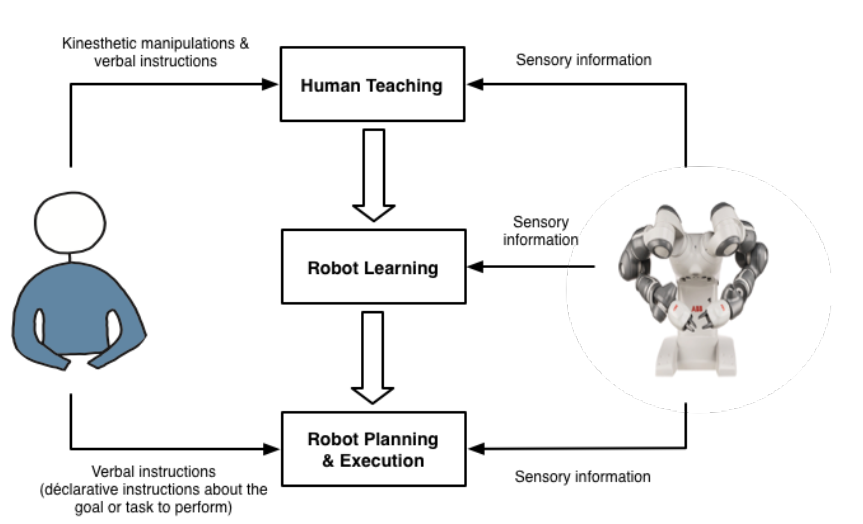 Kinesthetic manipulations &
verbal instructions
Sensory information
Human Teaching
Sensory
information
Robot Learning
ABB
Robot Planning
& Execution
Verbal instructions
(déclarative instructions about the
goal or task to perform)
Sensory information